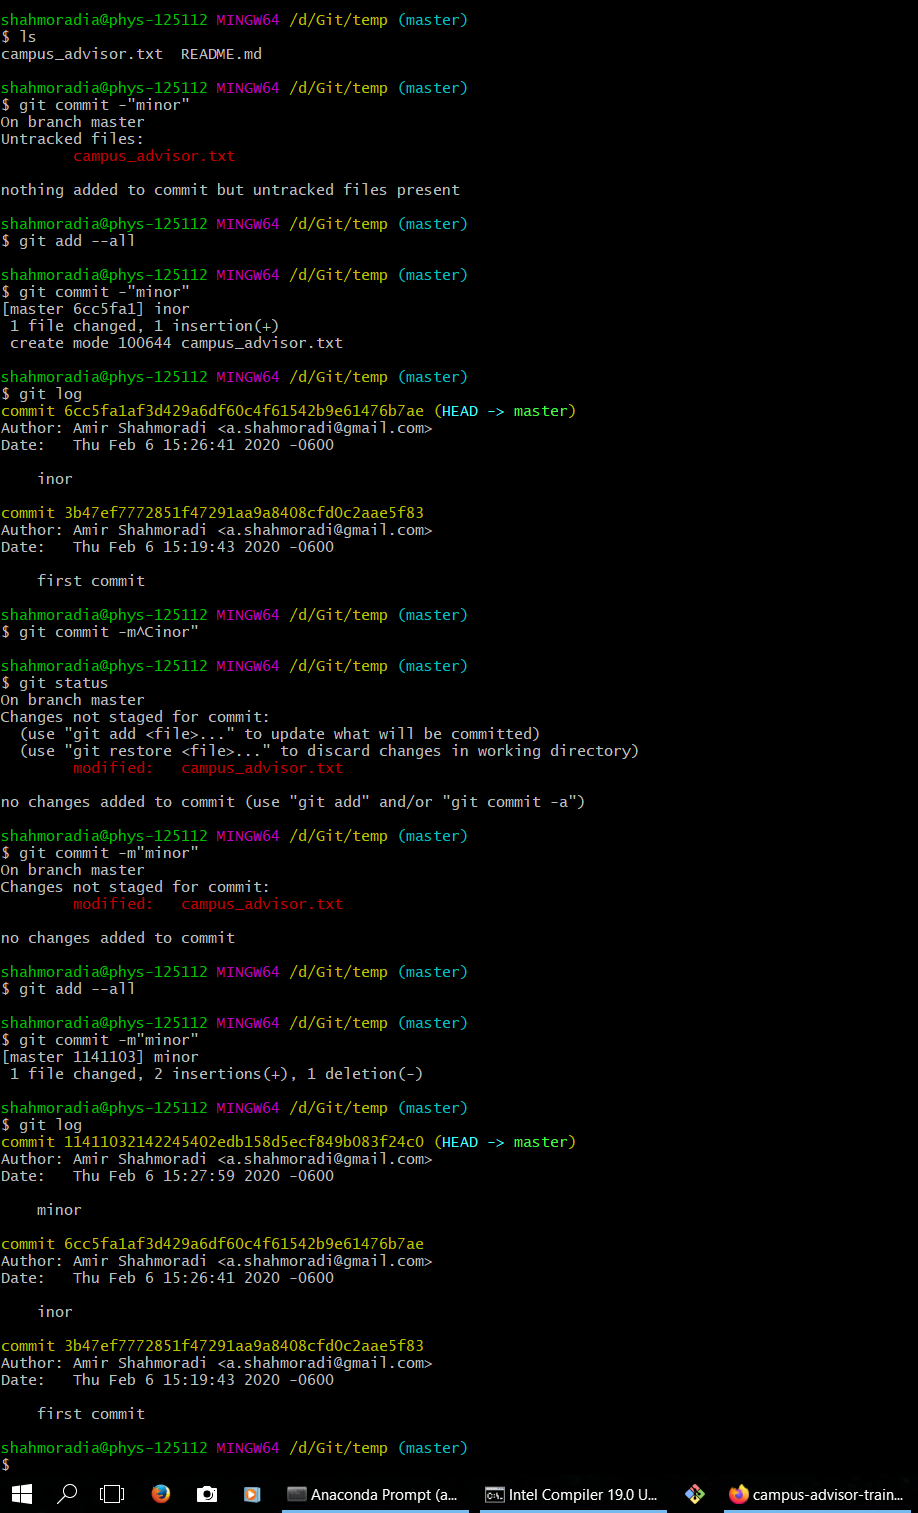 shahmoradia@phys-125112 MINGW64 /d/Git/temp (master)
$ ls
campus_advisor.txt  README.md

shahmoradia@phys-125112 MINGW64 /d/Git/temp (master)
$ git commit -"minor"
On branch master
Untracked files:
        campus_advisor.txt

nothing added to commit but untracked files present

shahmoradia@phys-125112 MINGW64 /d/Git/temp (master)
$ git add --all

shahmoradia@phys-125112 MINGW64 /d/Git/temp (master)
$ git commit -"minor"
[master 6cc5fa1] inor
 1 file changed, 1 insertion(+)
 create mode 100644 campus_advisor.txt

shahmoradia@phys-125112 MINGW64 /d/Git/temp (master)
$ git log
commit 6cc5fa1af3d429a6df60c4f61542b9e61476b7ae (HEAD -> master)
Author: Amir Shahmoradi <a.shahmoradi@gmail.com>
Date:   Thu Feb 6 15:26:41 2020 -0600

    inor

commit 3b47ef7772851f47291aa9a8408cfd0c2aae5f83
Author: Amir Shahmoradi <a.shahmoradi@gmail.com>
Date:   Thu Feb 6 15:19:43 2020 -0600

    first commit

shahmoradia@phys-125112 MINGW64 /d/Git/temp (master)
$ git commit -m^Cinor"

shahmoradia@phys-125112 MINGW64 /d/Git/temp (master)
$ git status
On branch master
Changes not staged for commit:
  (use "git add <file>..." to update what will be committed)
  (use "git restore <file>..." to discard changes in working directory)
        modified:   campus_advisor.txt

no changes added to commit (use "git add" and/or "git commit -a")

shahmoradia@phys-125112 MINGW64 /d/Git/temp (master)
$ git commit -m"minor"
On branch master
Changes not staged for commit:
        modified:   campus_advisor.txt

no changes added to commit

shahmoradia@phys-125112 MINGW64 /d/Git/temp (master)
$ git add --all

shahmoradia@phys-125112 MINGW64 /d/Git/temp (master)
$ git commit -m"minor"
[master 1141103] minor
 1 file changed, 2 insertions(+), 1 deletion(-)

shahmoradia@phys-125112 MINGW64 /d/Git/temp (master)
$ git log
commit 11411032142245402edb158d5ecf849b083f24c0 (HEAD -> master)
Author: Amir Shahmoradi <a.shahmoradi@gmail.com>
Date:   Thu Feb 6 15:27:59 2020 -0600

    minor

commit 6cc5fa1af3d429a6df60c4f61542b9e61476b7ae
Author: Amir Shahmoradi <a.shahmoradi@gmail.com>
Date:   Thu Feb 6 15:26:41 2020 -0600

    inor

commit 3b47ef7772851f47291aa9a8408cfd0c2aae5f83
Author: Amir Shahmoradi <a.shahmoradi@gmail.com>
Date:   Thu Feb 6 15:19:43 2020 -0600

    first commit

shahmoradia@phys-125112 MINGW64 /d/Git/temp (master)
$
Anaconda Prompt (a... Intel Compiler 19.0 U... campus-advisor-train...